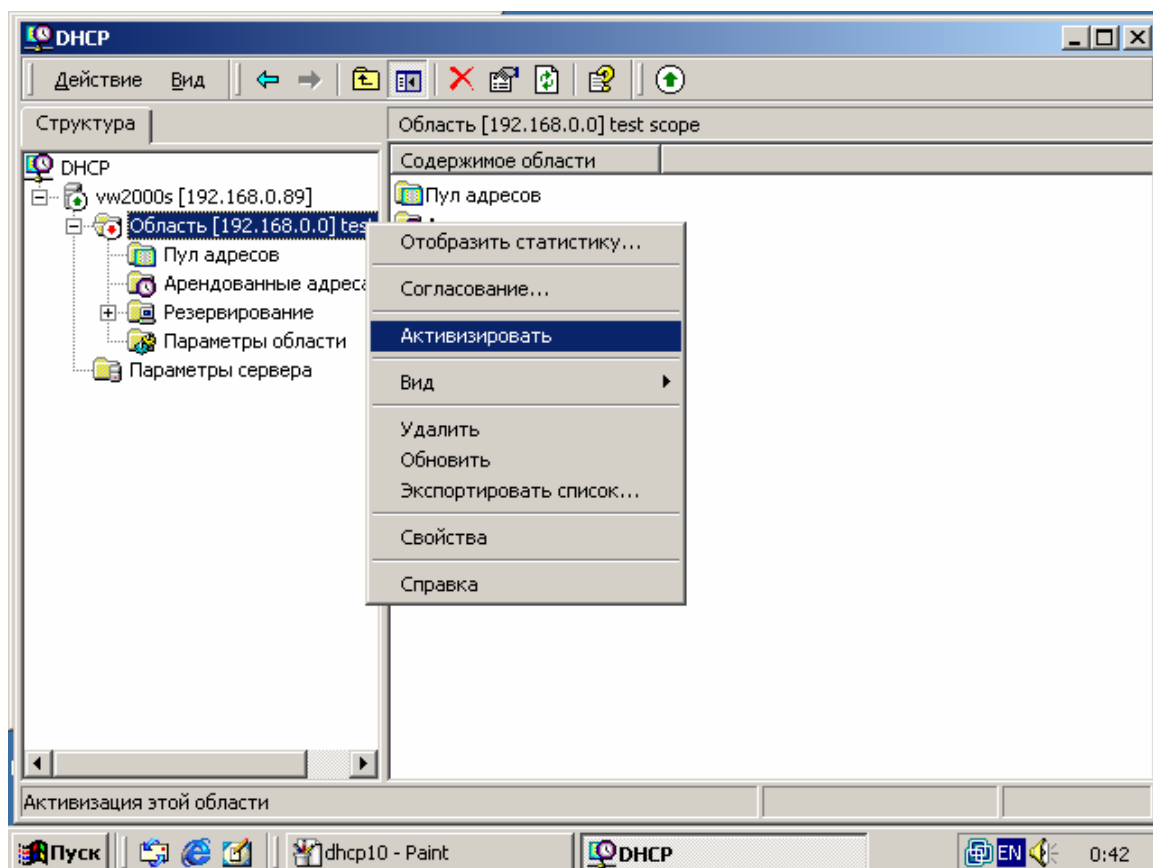 DHCP
Действие Вид
Структура
Область [192.168.0.0] test scope
DHCP
Содержимое области
vw2000s [192.168.0.89]
Пул адресов
Область [192.168.0.0] test
Отобразить статистику...
Пул адресов
Арендованные адреса
Согласование...
Резервирование
Активизировать
Параметры области
Параметры сервера
Вид
Удалить
Обновить
Экспортировать список...
Свойства
Справка
Активизация этой области
Пуск dhcp10 - Paint DHCP EN 0:42